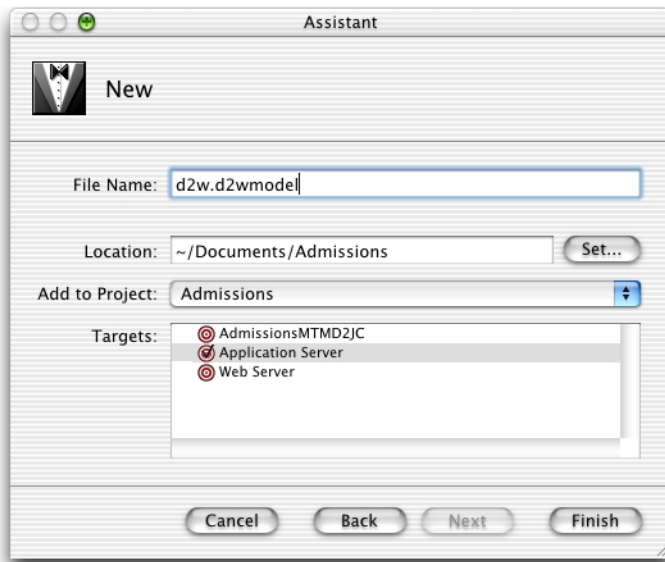 Assistant
New
File Name: d2w.d2wmodel
Location: ~/Documents/Admissions Set...
Add to Project: Admissions
Targets: AdmissionsMTMD2JC
Application Server
Web Server
Cancel Back Next Finish